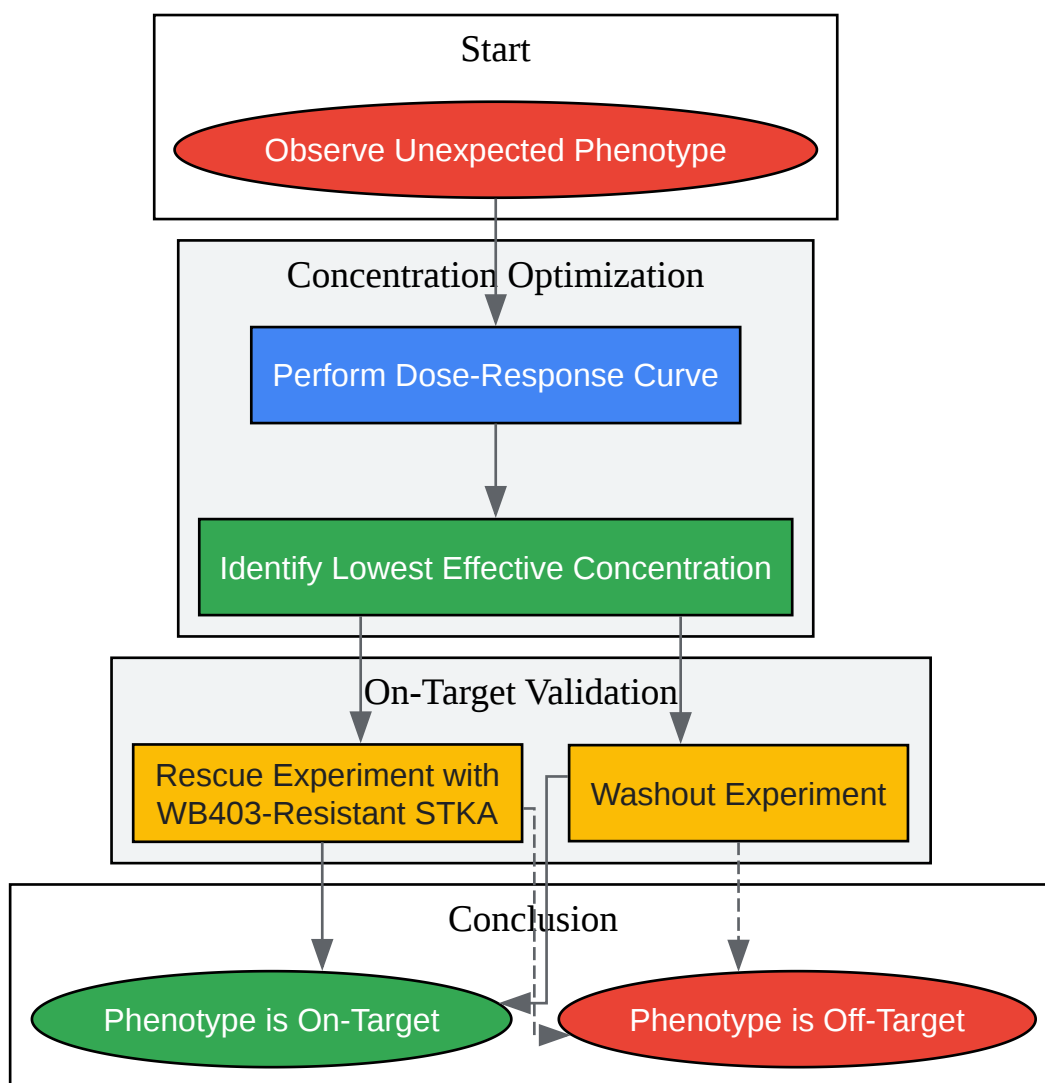 Start
Observe Unexpected Phenotype
Concentration Optimization
Perform Dose-Response Curve
Identify Lowest Effective Concentration
On-Target Validation
Rescue Experiment with
WB403-Resistant STKA
Washout Experiment
Conclusion
Phenotype is On-Target
Phenotype is Off-Target